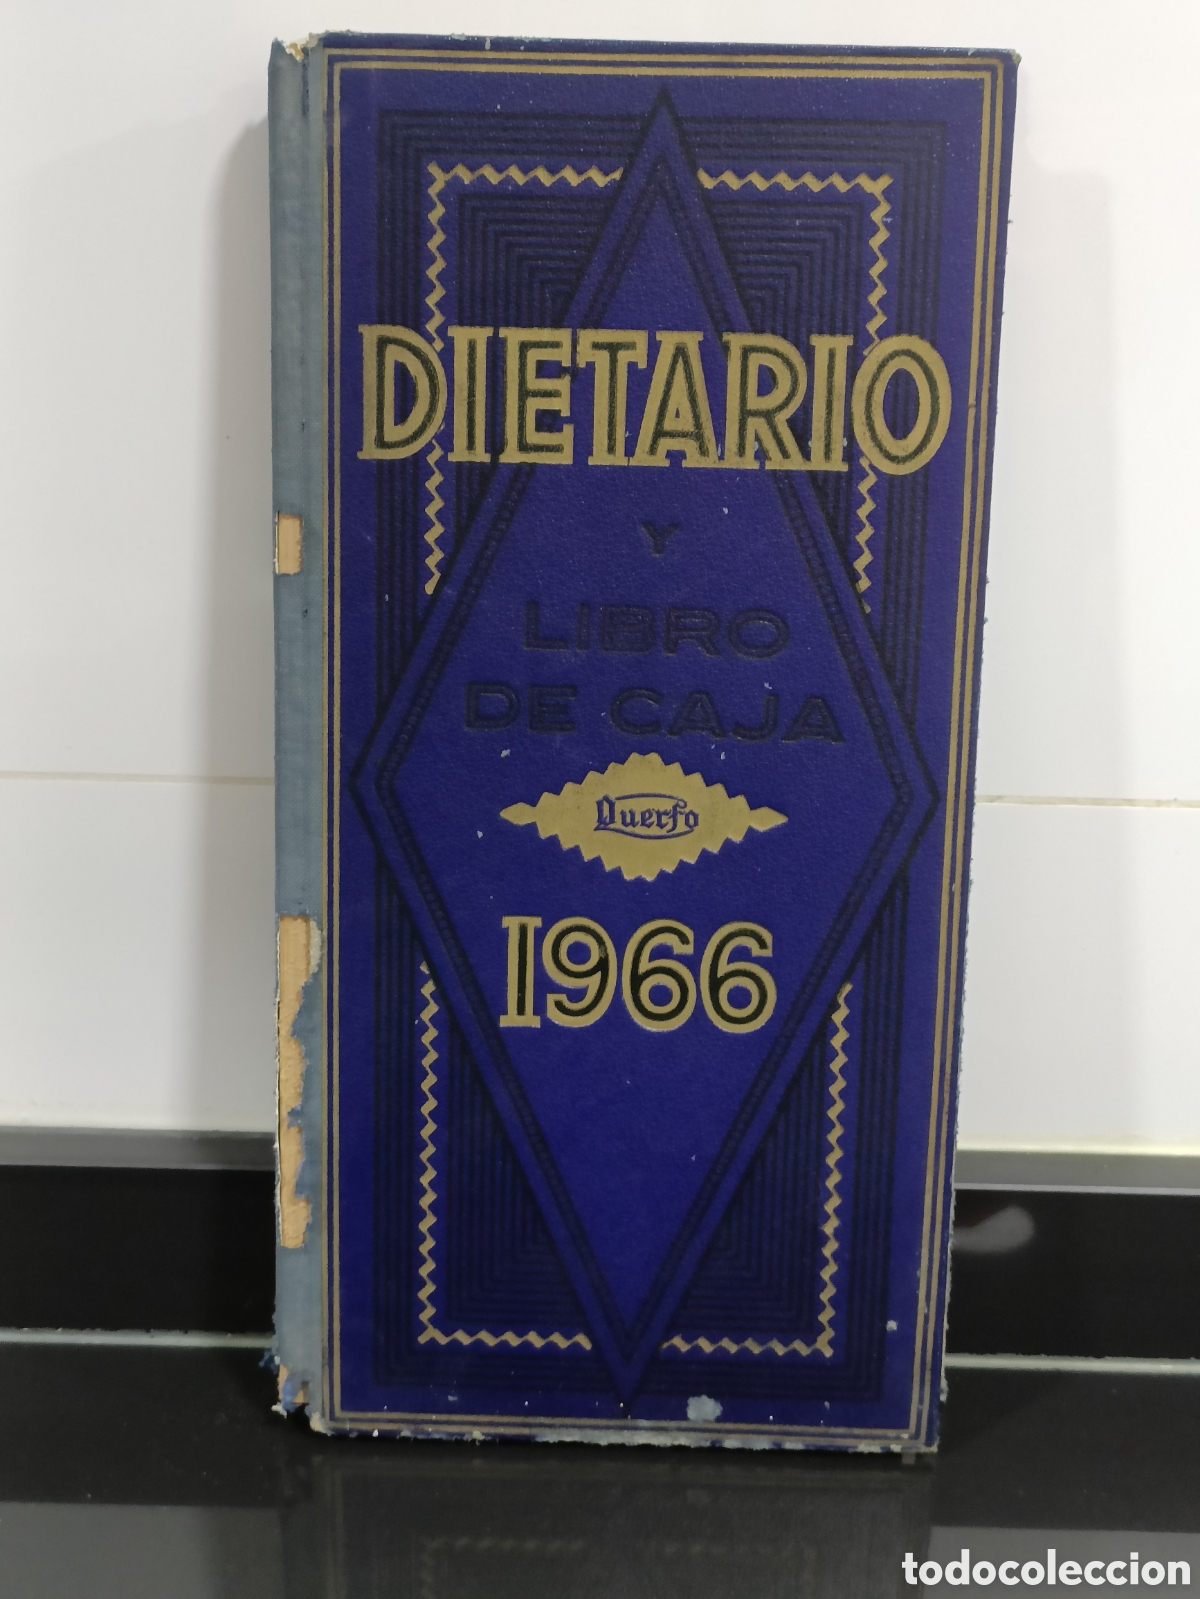 DIETARIO
Y
LIBRO
DE CAJA
Querfo
1966
todocoleccion